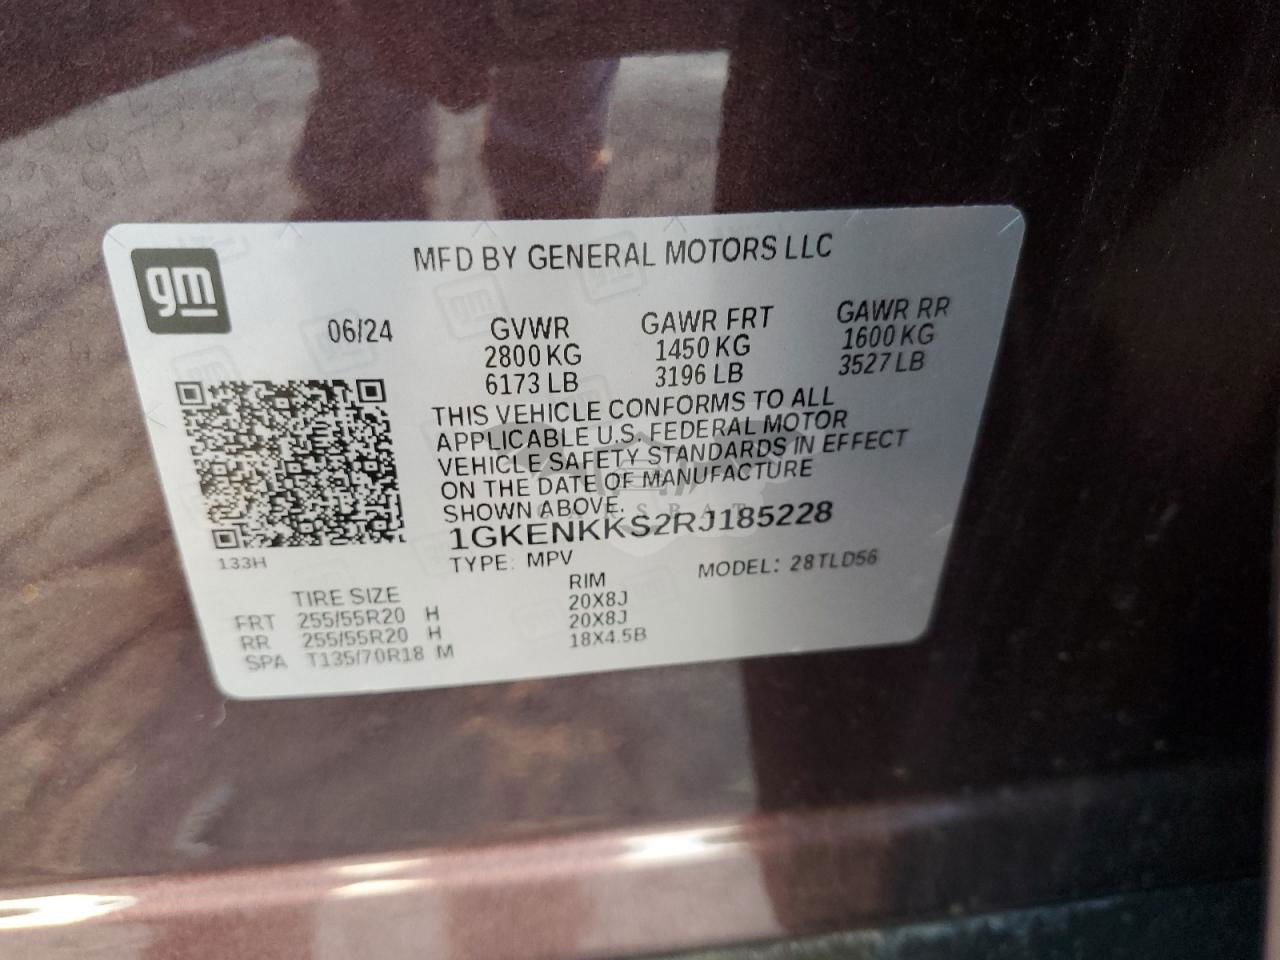 gm
MFD BY GENERAL MOTORS LLC
06/24 GVWR GAWR FRT GAWR RR
2800 KG 1450 KG 1600 KG
6173 LB 3196 LB 3527 LB
THIS VEHICLE CONFORMS TO ALL
APPLICABLE U.S. FEDERAL MOTOR
VEHICLE SAFETY STANDARDS IN EFFECT
ON THE DATE OF MANUFACTURE
SHOWN ABOVE.
1GKENKKS2RJ185228
133H TYPE: MPV MODEL: 28TLD56
TIRE SIZE RIM
FRT 255/55R20 H 20X8J
RR 255/55R20 H 20X8J
SPA T135/70R18 M 18X4.5B